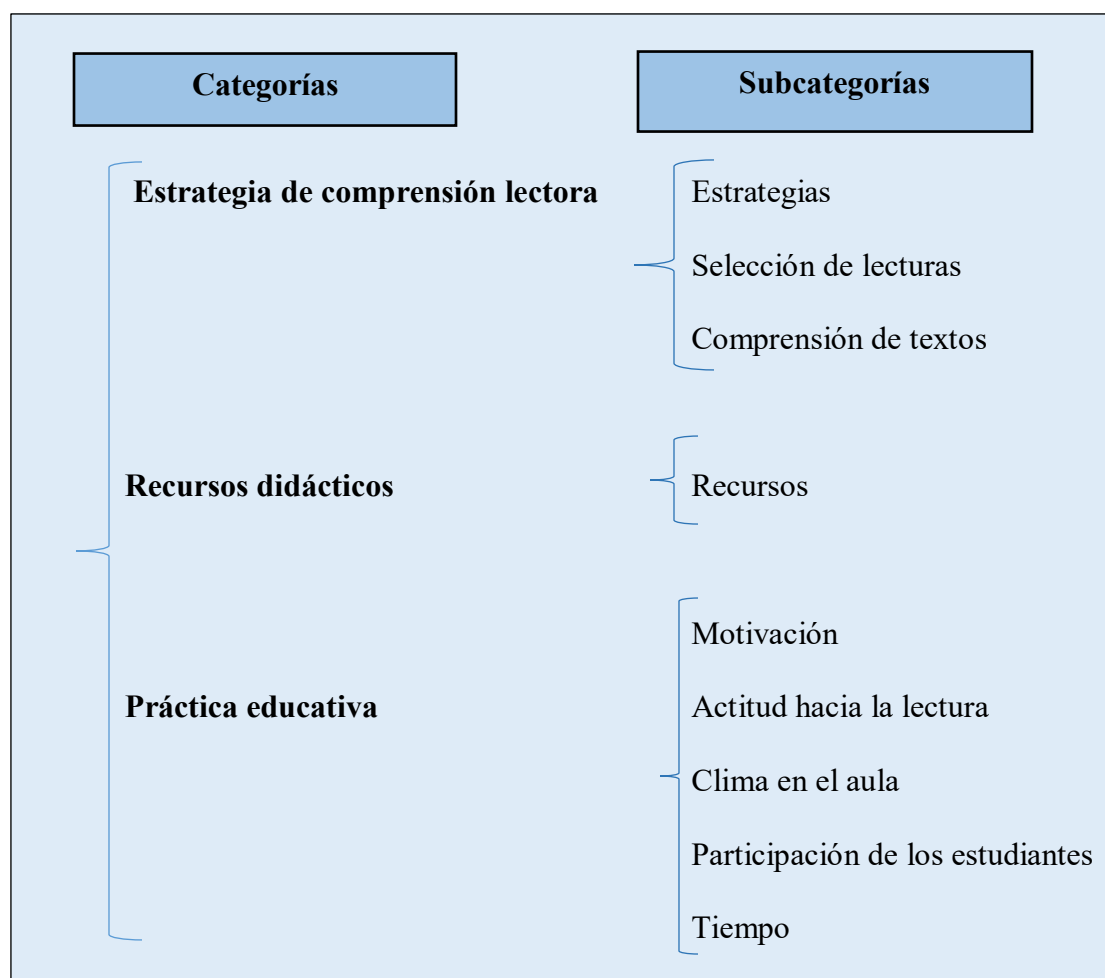 Categorías
Subcategorías
Estrategia de comprensión lectora
Estrategias
Selección de lecturas
Comprensión de textos
Recursos didácticos
Recursos
Práctica educativa
Motivación
Actitud hacia la lectura
Clima en el aula
Participación de los estudiantes
Tiempo